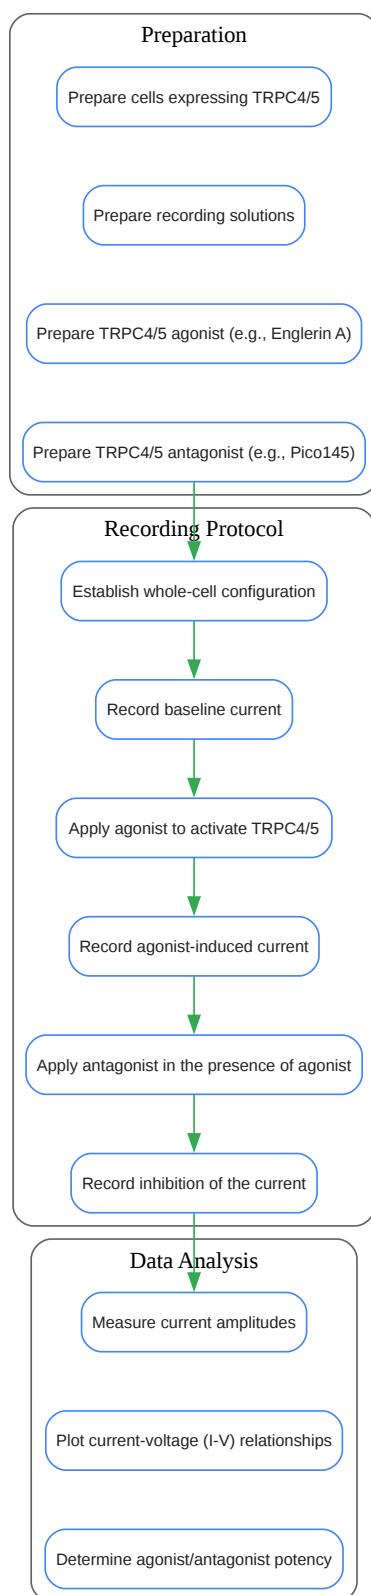 Preparation
Prepare cells expressing TRPC4/5
Prepare recording solutions
Prepare TRPC4/5 agonist (e.g., Englerin A)
Prepare TRPC4/5 antagonist (e.g., Pico145)
Recording Protocol
Establish whole-cell configuration
Record baseline current
Apply agonist to activate TRPC4/5
Record agonist-induced current
Apply antagonist in the presence of agonist
Record inhibition of the current
Data Analysis
Measure current amplitudes
Plot current-voltage (I-V) relationships
Determine agonist/antagonist potency